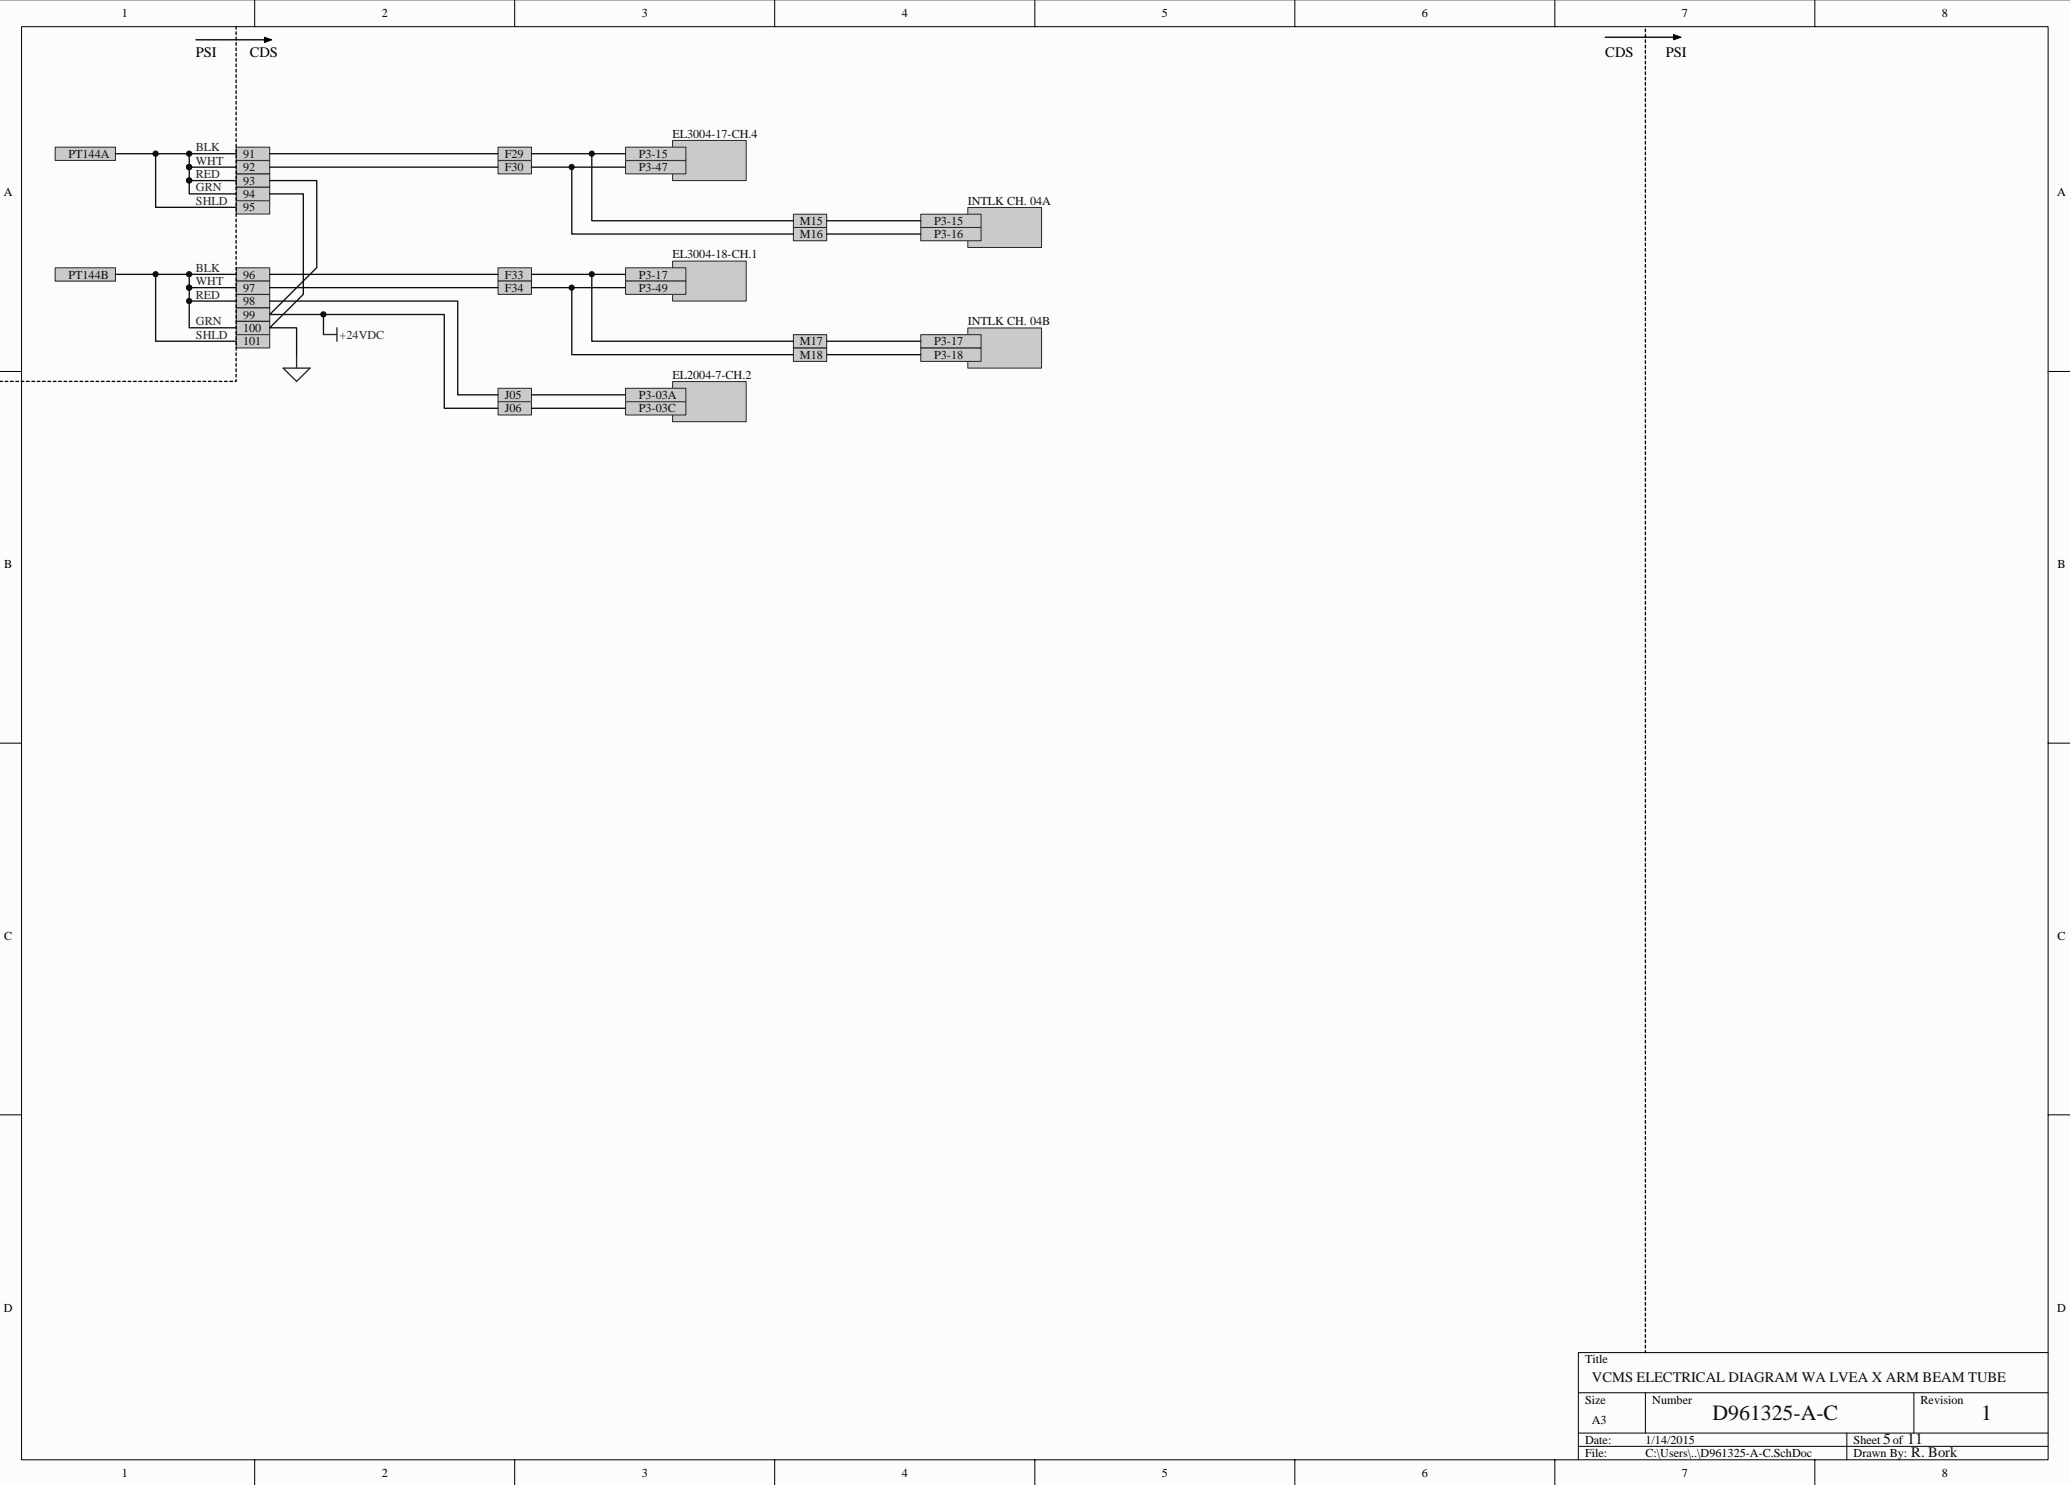 1 2 3 4 5 6 7 8
PSI CDS
CDS PSI
EL3004-17-CH.4
PT144A BLK 91 F29 P3-15
WHT 92 F30 P3-47
RED 93
A GRN 94 A
SHLD 95
INTLK CH. 04A
M15 P3-15
M16 P3-16
EL3004-18-CH.1
PT144B BLK 96 F33 P3-17
WHT 97 F34 P3-49
RED 98
99
GRN 100
INTLK CH. 04B
SHLD 101 +24VDC M17 P3-17
M18 P3-18
EL2004-7-CH.2
J05 P3-03A
J06 P3-03C
B B
C C
D D
Title
VCMS ELECTRICAL DIAGRAM WA LVEA X ARM BEAM TUBE
Size Number Revision
A3 D961325-A-C 1
Date: 1/14/2015 Sheet 5 of 11
File: C:\Users\..\D961325-A-C.SchDoc Drawn By: R. Bork
1 2 3 4 5 6 7 8